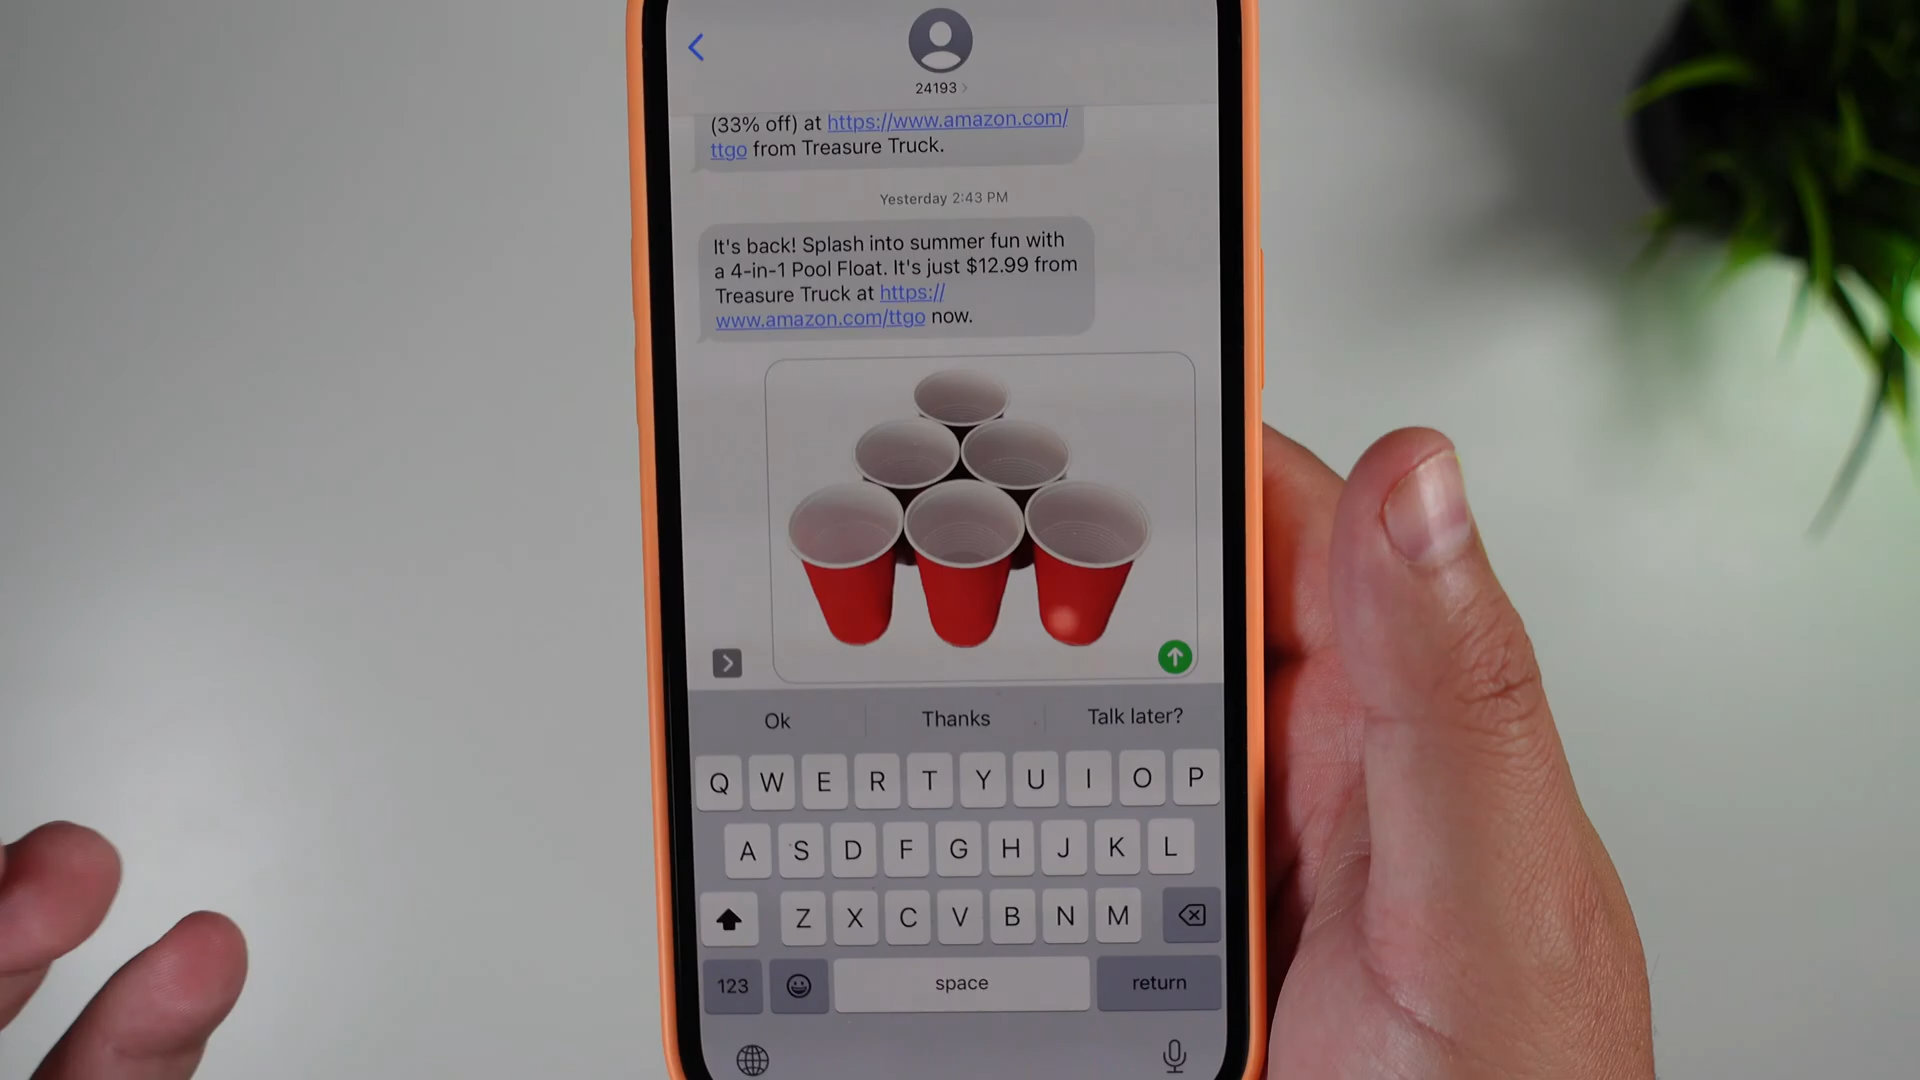 24193
(33% off) at https://www.amazon.com/
ttgo from Treasure Truck.
Yesterday 2:43 PM
It's back! Splash into summer fun with
a 4-in-1 Pool Float. It's just $12.99 from
Treasure Truck at https://
www.amazon.com/ttgo now.
Ok Thanks Talk later?
Q W E R T Y U I O P
A S D F G H J K L
Z X C V B N M
123 space return